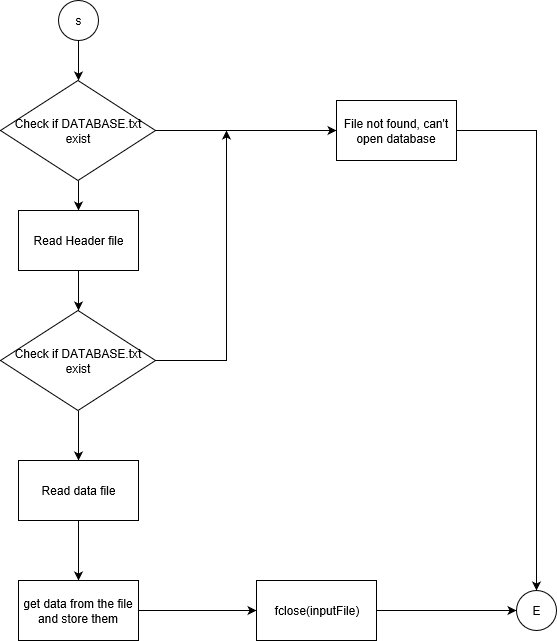 s
Check if DATABASE.txt
exist
File not found, can't
open database
Read Header file
Check if DATABASE.txt
exist
Read data file
get data from the file
and store them
fclose(inputFile)
E